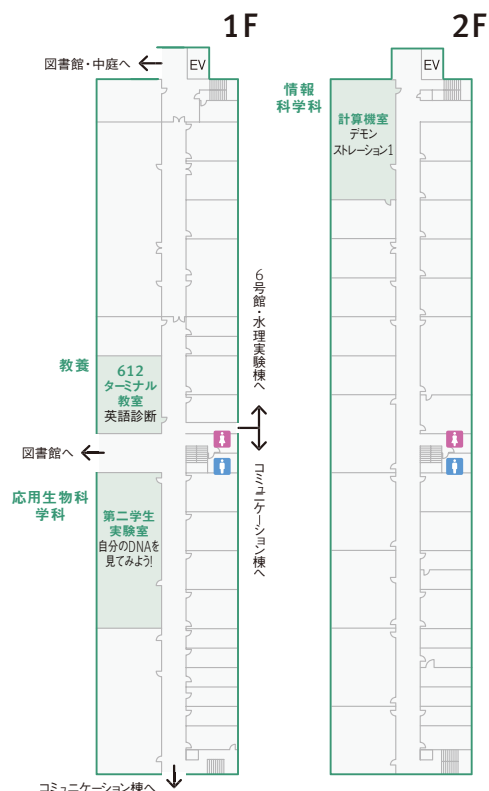 1F
図書館・中庭へ
EV
教養
612
ターミナル
教室
英語診断
6号館・水理実験棟へ
図書館へ
コミュニケーション棟へ
応用生物科
学科
第二学生
実験室
自分のDNAを
見てみよう!
コミュニケーション棟へ
2F
EV
情報
科学科
計算機室
デモン
ストレーション1